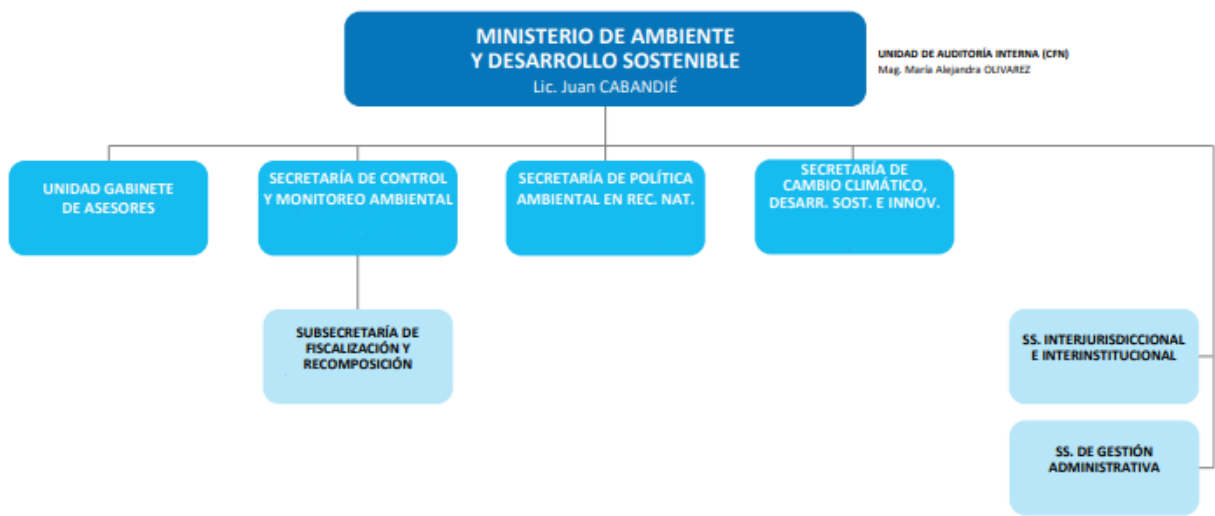 MINISTERIO DE AMBIENTE
Y DESARROLLO SOSTENIBLE
Lic. Juan CABANDIÉ
UNIDAD DE AUDITORÍA INTERNA (CFN)
Mag. María Alejandra OLIVAREZ
UNIDAD GABINETE
DE ASESORES
SECRETARÍA DE CONTROL
Y MONITOREO AMBIENTAL
SECRETARÍA DE POLÍTICA
AMBIENTAL EN REC. NAT.
SECRETARÍA DE
CAMBIO CLIMÁTICO,
DESARR. SOST. E INNOV.
SUBSECRETARÍA DE
FISCALIZACIÓN Y
RECOMPOSICIÓN
SS. INTERJURISDICCIONAL
E INTERINSTITUCIONAL
SS. DE GESTIÓN
ADMINISTRATIVA